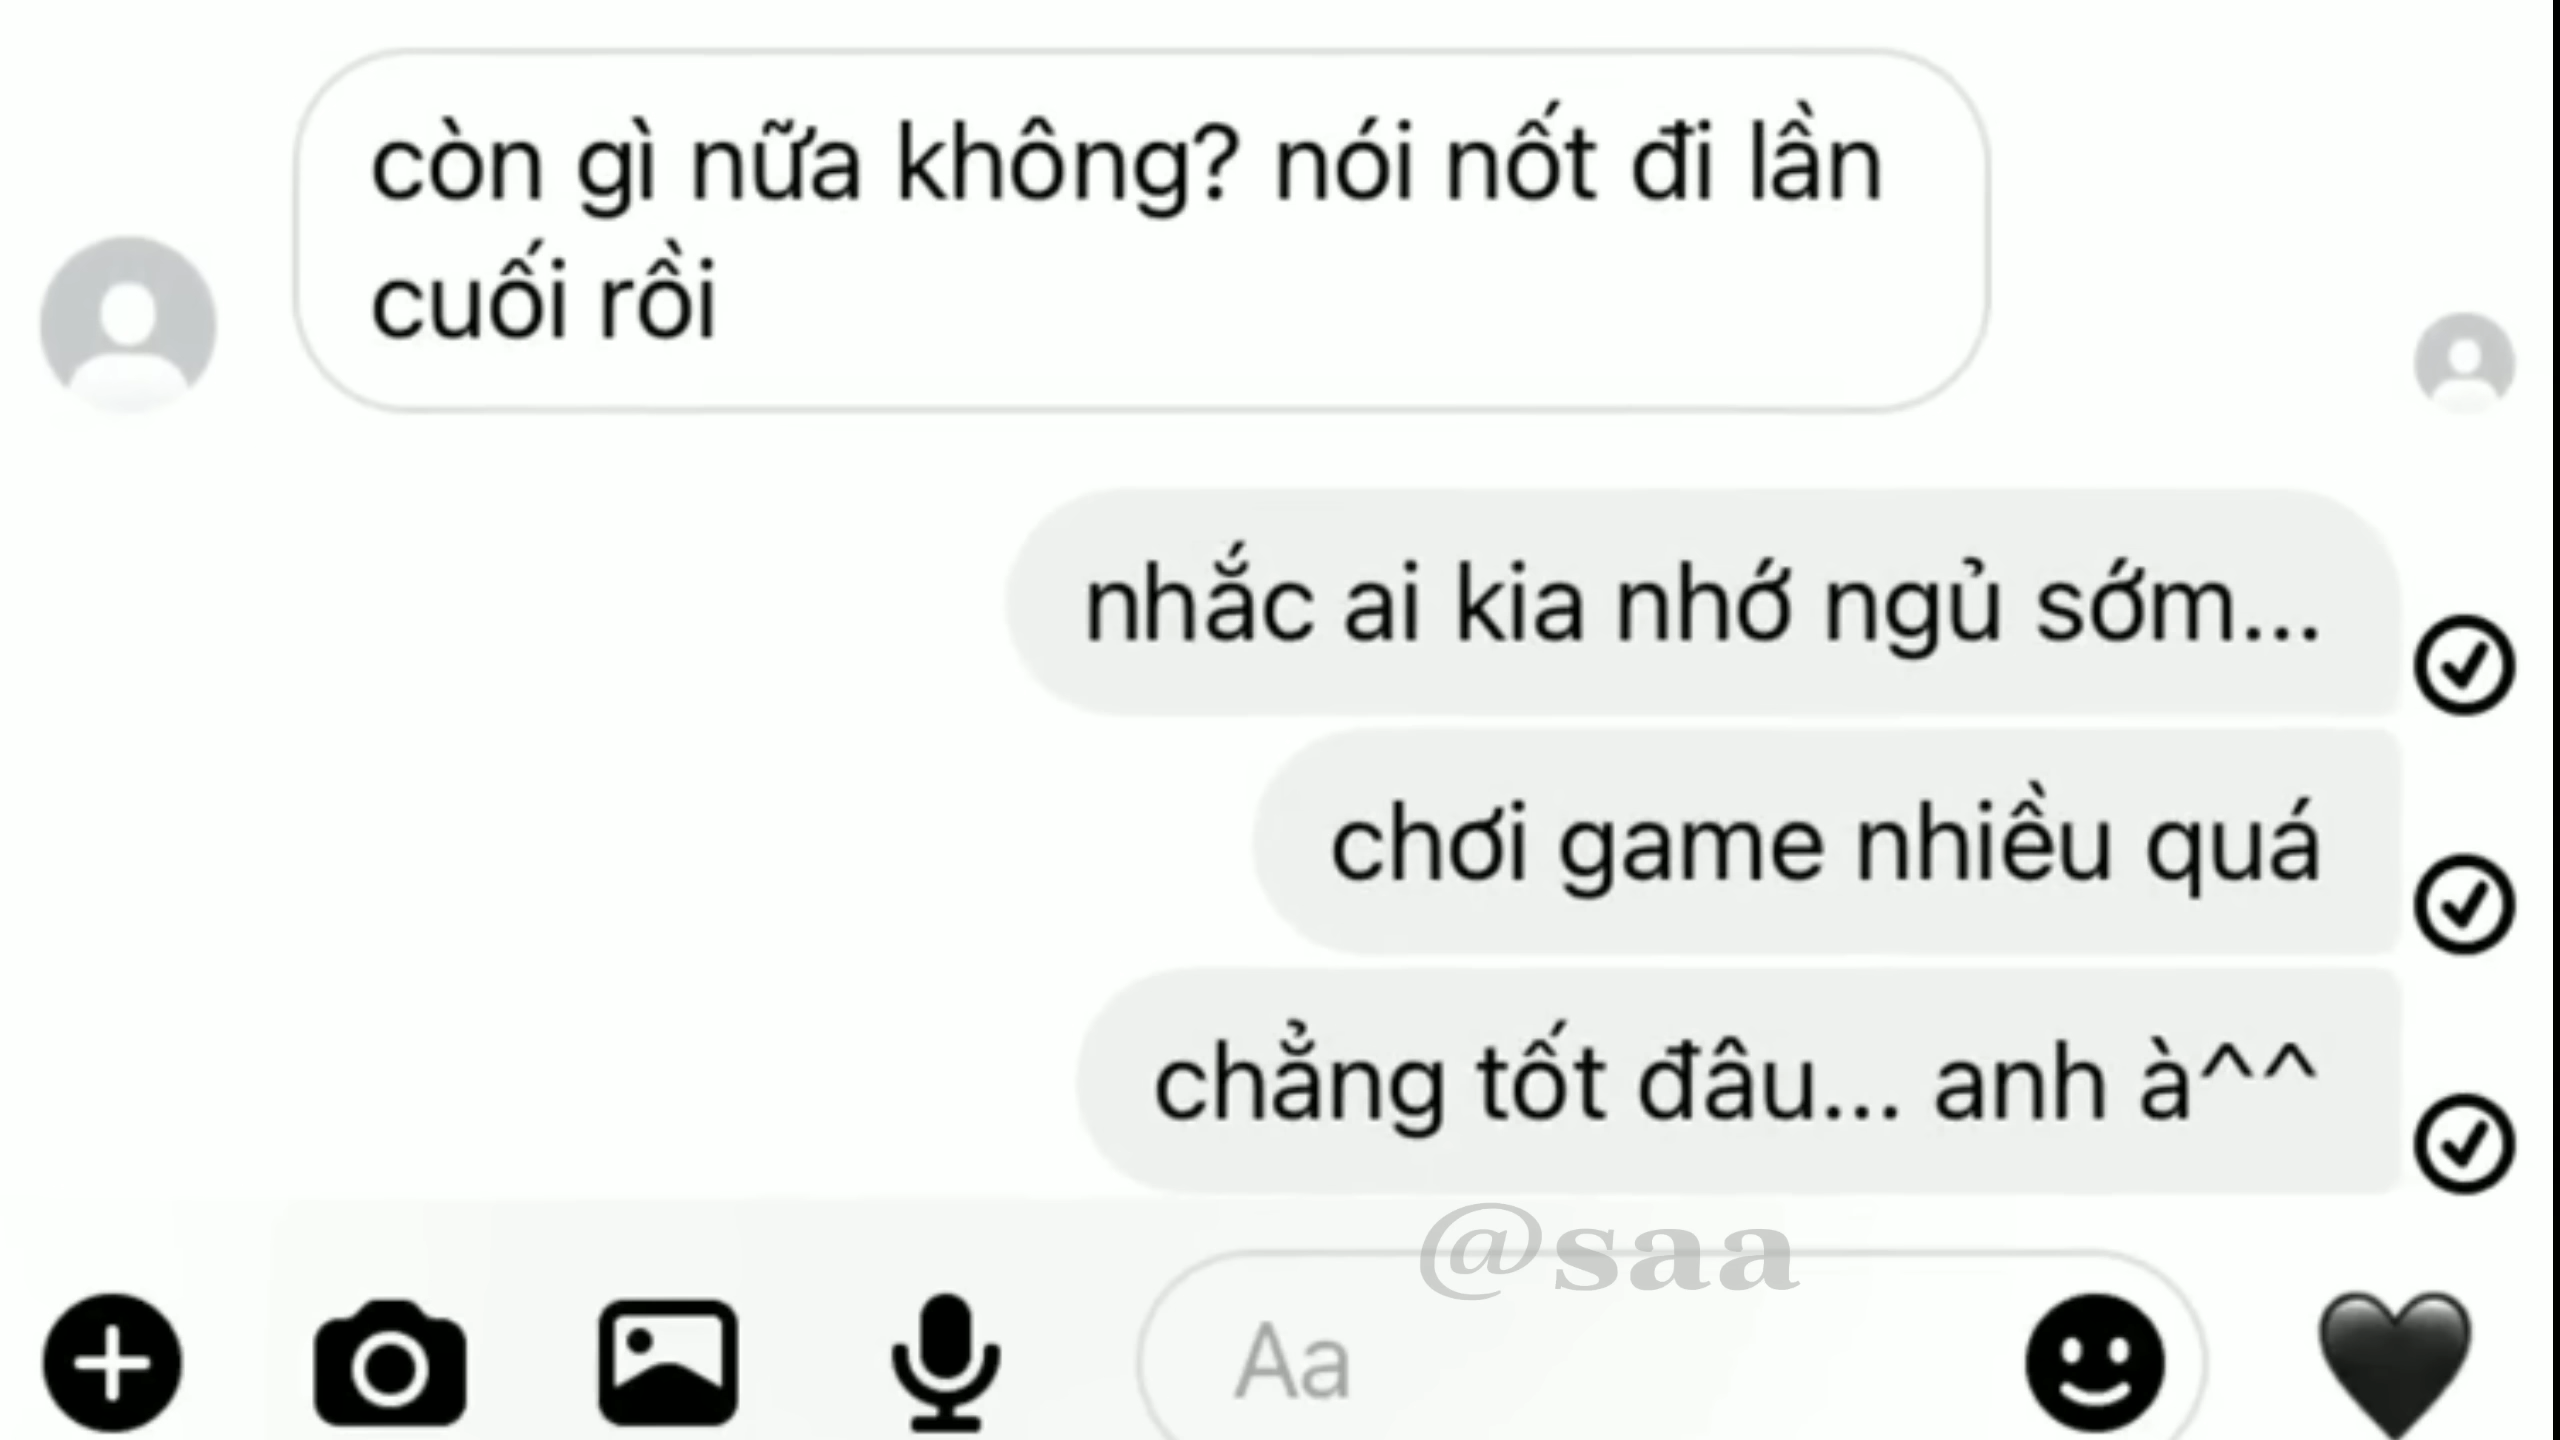 còn gì nữa không? nói nốt đi lần
cuối rồi
nhắc ai kia nhớ ngủ sớm...
chơi game nhiều quá
chẳng tốt đâu... anh à^^
@saa
Aa